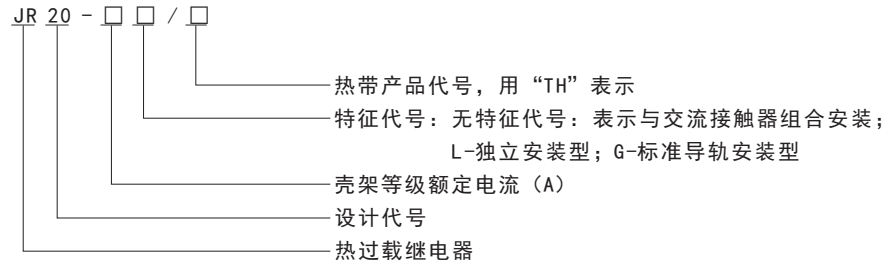 JR 20 - □ □ / □
热带产品代号，用“TH”表示
特征代号：无特征代号：表示与交流接触器组合安装；
L-独立安装型；G-标准导轨安装型
壳架等级额定电流（A）
设计代号
热过载继电器